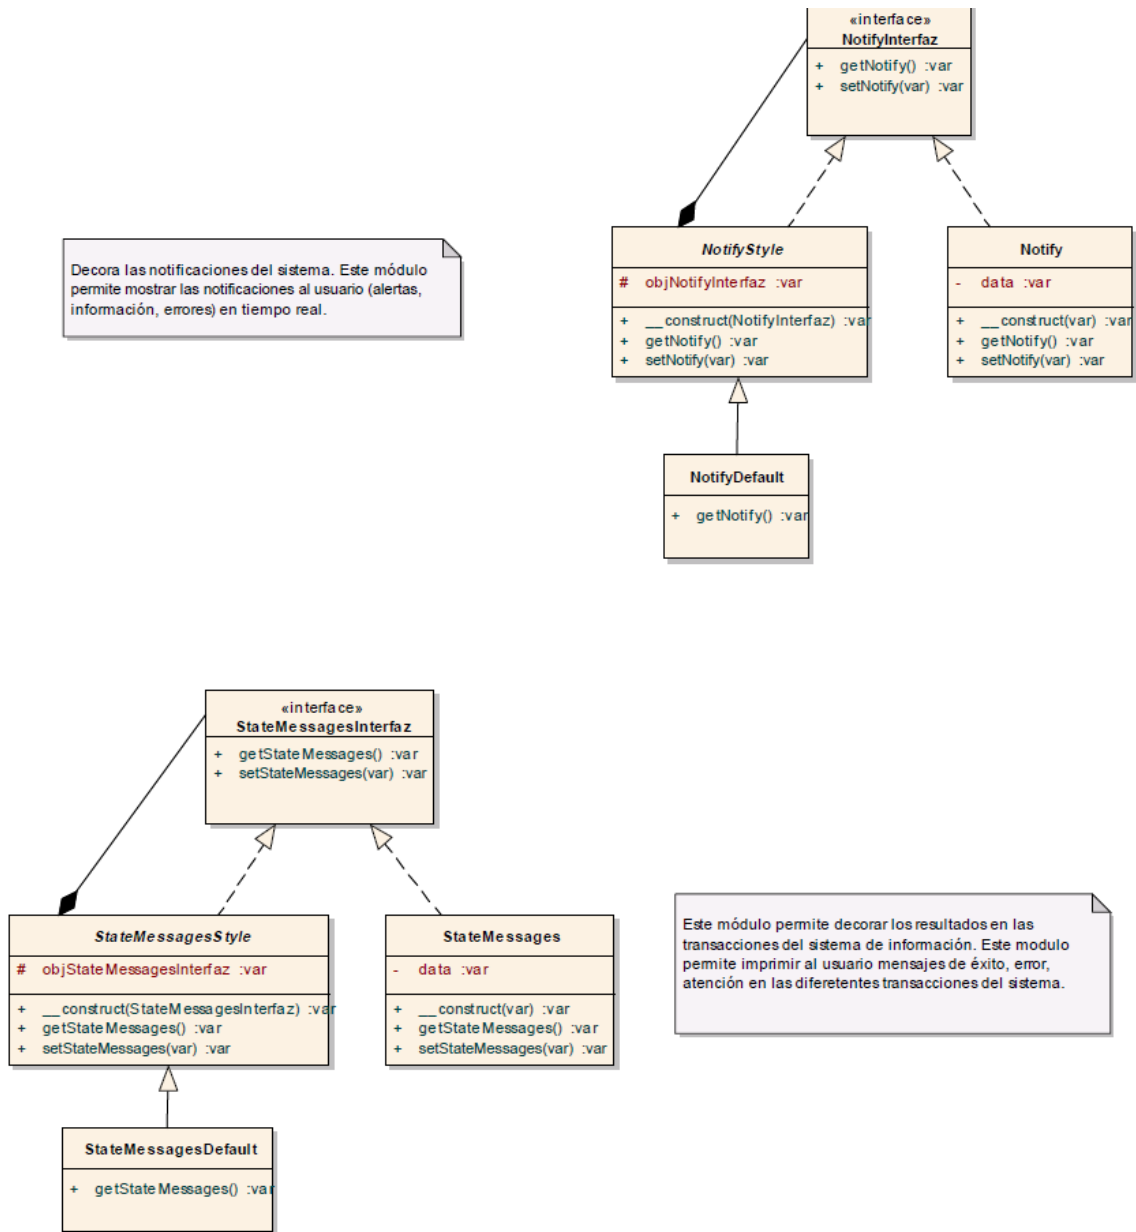 «interface»
NotifyInterfaz
+ getNotify() :var
+ setNotify(var) :var
Decora las notificaciones del sistema. Este módulo
permite mostrar las notificaciones al usuario (alertas,
información, errores) en tiempo real.
NotifyStyle
# objNotifyInterfaz :var
+ __construct(NotifyInterfaz) :var
+ getNotify() :var
+ setNotify(var) :var
Notify
- data :var
+ __construct(var) :var
+ getNotify() :var
+ setNotify(var) :var
NotifyDefault
+ getNotify() :var
«interface»
StateMessagesInterfaz
+ getStateMessages() :var
+ setStateMessages(var) :var
StateMessagesStyle
# objStateMessagesInterfaz :var
+ __construct(StateMessagesInterfaz) :var
+ getStateMessages() :var
+ setStateMessages(var) :var
StateMessages
- data :var
+ __construct(var) :var
+ getStateMessages() :var
+ setStateMessages(var) :var
Este módulo permite decorar los resultados en las
transacciones del sistema de información. Este modulo
permite imprimir al usuario mensajes de éxito, error,
atención en las diferetentes transacciones del sistema.
StateMessagesDefault
+ getStateMessages() :var